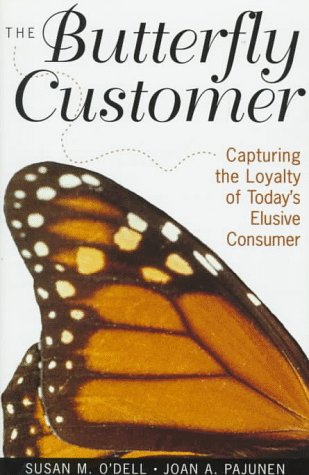 THE Butterfly
Customer
Capturing
the Loyalty
of Today's
Elusive
Consumer
SUSAN M. O'DELL · JOAN A. PAJUNEN